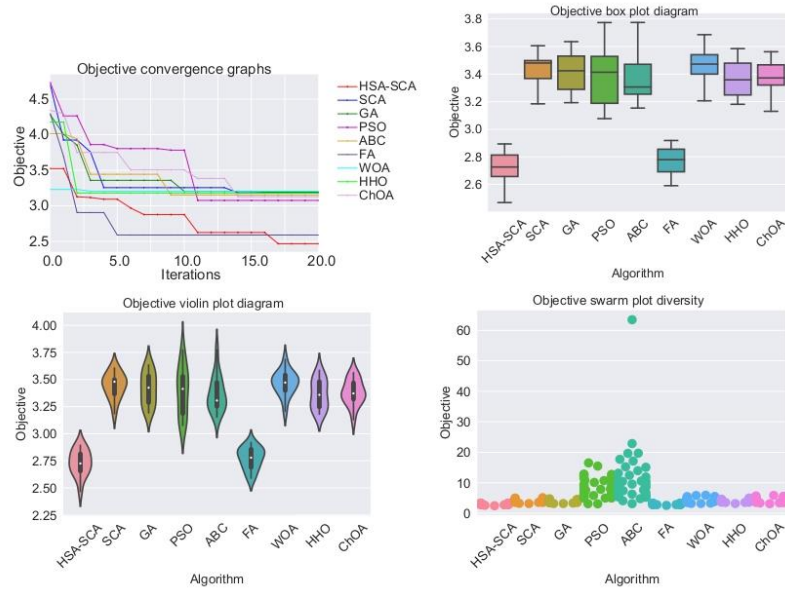 Objective convergence graphs
Objective
4.5
4.0
3.5
3.0
2.5
0.0 5.0 10.0 15.0 20.0
Iterations
HSA-SCA
SCA
GA
PSO
ABC
FA
WOA
HHO
ChOA
Objective box plot diagram
Objective
3.8
3.6
3.4
3.2
3.0
2.8
2.6
HSA-SCA SCA GA PSO ABC FA WOA HHO ChOA
Algorithm
Objective violin plot diagram
Objective
4.00
3.75
3.50
3.25
3.00
2.75
2.50
2.25
HSA-SCA SCA GA PSO ABC FA WOA HHO ChOA
Algorithm
Objective swarm plot diversity
Objective
60
50
40
30
20
10
0
HSA-SCA SCA GA PSO ABC FA WOA HHO ChOA
Algorithm